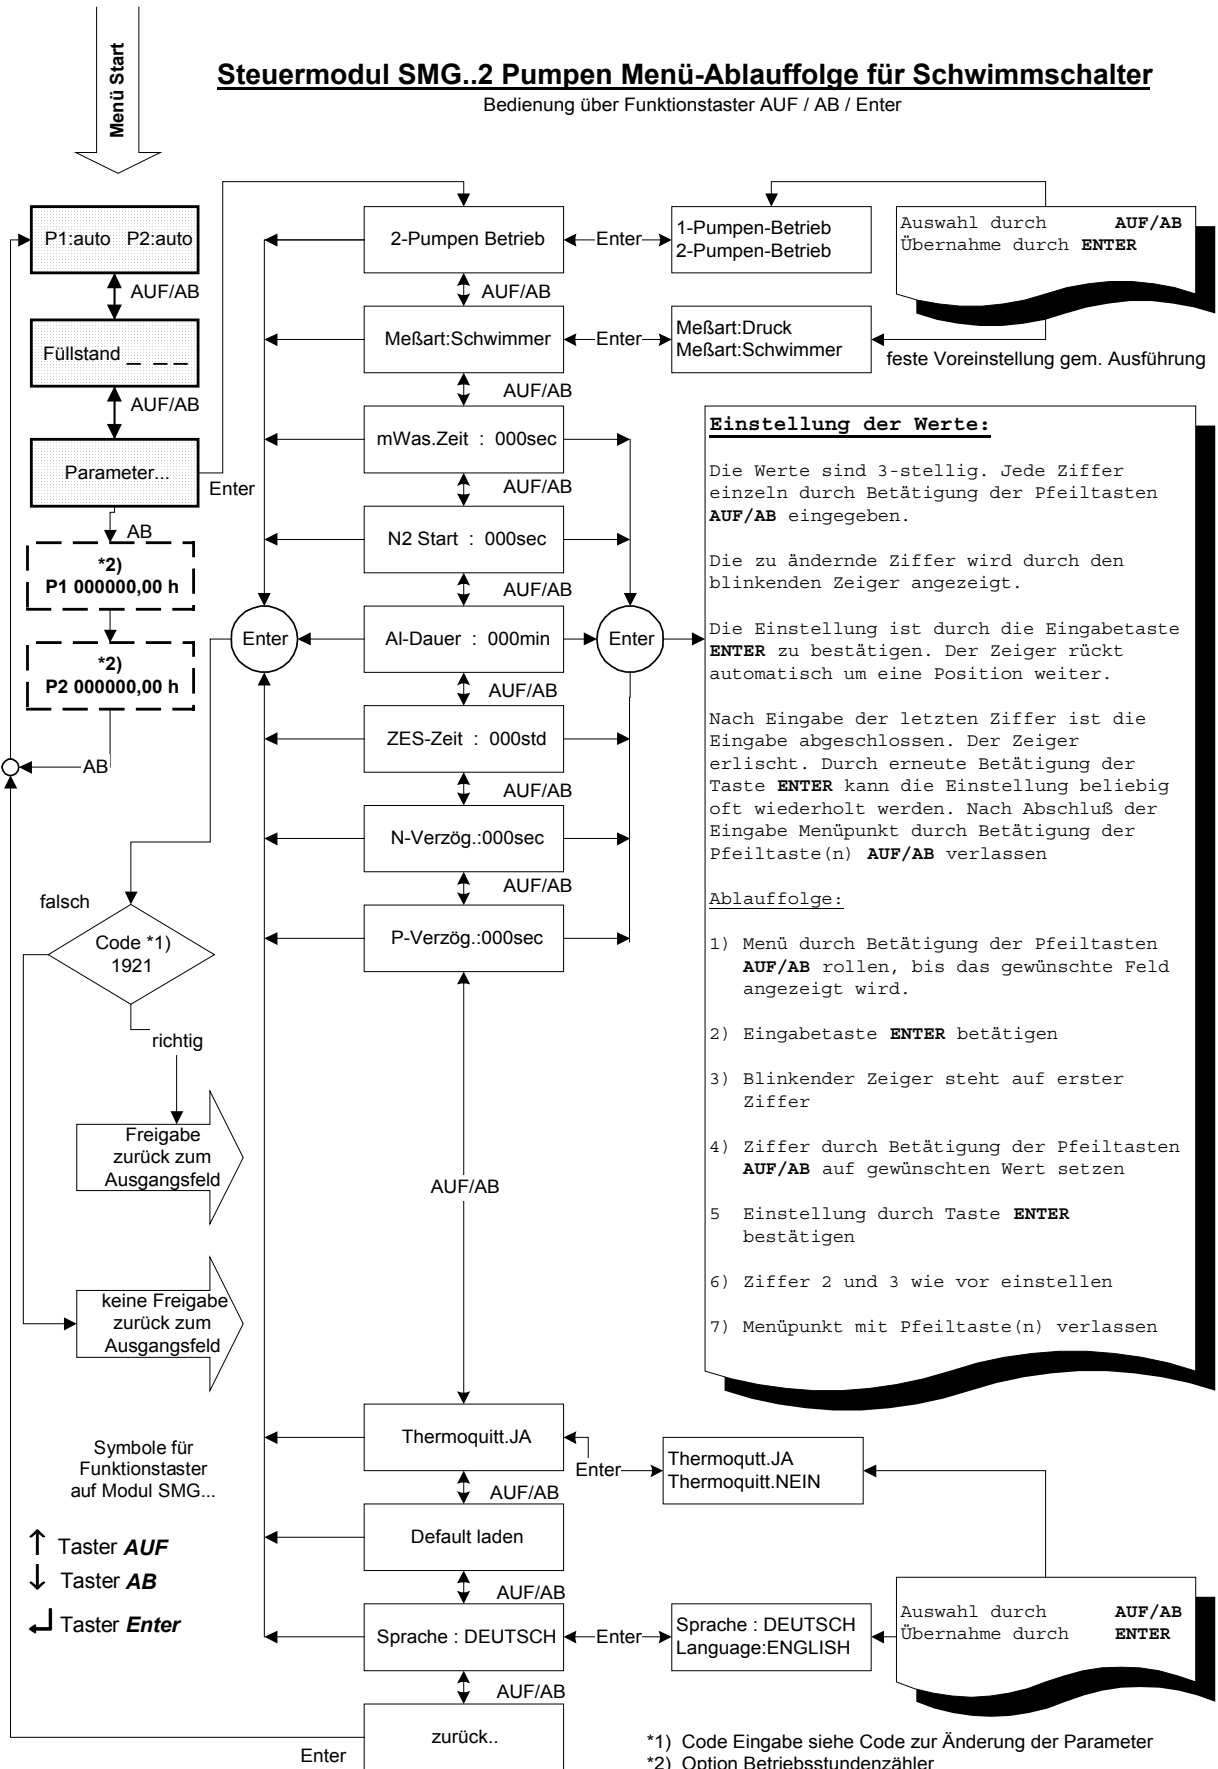 Menü Start
Steuermodul SMG..2 Pumpen Menü-Ablauffolge für Schwimmschalter
Bedienung über Funktionstaster AUF / AB / Enter
P1:auto P2:auto
AUF/AB
Füllstand _ _ _
AUF/AB
Parameter...
Enter
AB
*2)
P1 000000,00 h
*2)
P2 000000,00 h
AB
Enter
falsch
Code *1)
1921
richtig
Freigabe
zurück zum
Ausgangsfeld
keine Freigabe
zurück zum
Ausgangsfeld
Symbole für
Funktionstaster
auf Modul SMG...
↑ Taster AUF
↓ Taster AB
↵ Taster Enter
2-Pumpen Betrieb
Enter
1-Pumpen-Betrieb
2-Pumpen-Betrieb
Auswahl durch AUF/AB
Übernahme durch ENTER
AUF/AB
Meßart:Schwimmer
Enter
Meßart:Druck
Meßart:Schwimmer
feste Voreinstellung gem. Ausführung
AUF/AB
mWas.Zeit : 000sec
AUF/AB
N2 Start : 000sec
AUF/AB
Al-Dauer : 000min
Enter
AUF/AB
ZES-Zeit : 000std
AUF/AB
N-Verzög.:000sec
AUF/AB
P-Verzög.:000sec
AUF/AB
Einstellung der Werte:
Die Werte sind 3-stellig. Jede Ziffer
einzeln durch Betätigung der Pfeiltasten
AUF/AB eingegeben.
Die zu ändernde Ziffer wird durch den
blinkenden Zeiger angezeigt.
Die Einstellung ist durch die Eingabetaste
ENTER zu bestätigen. Der Zeiger rückt
automatisch um eine Position weiter.
Nach Eingabe der letzten Ziffer ist die
Eingabe abgeschlossen. Der Zeiger
erlischt. Durch erneute Betätigung der
Taste ENTER kann die Einstellung beliebig
oft wiederholt werden. Nach Abschluß der
Eingabe Menüpunkt durch Betätigung der
Pfeiltaste(n) AUF/AB verlassen
Ablauffolge:
1) Menü durch Betätigung der Pfeiltasten
AUF/AB rollen, bis das gewünschte Feld
angezeigt wird.
2) Eingabetaste ENTER betätigen
3) Blinkender Zeiger steht auf erster
Ziffer
4) Ziffer durch Betätigung der Pfeiltasten
AUF/AB auf gewünschten Wert setzen
5 Einstellung durch Taste ENTER
bestätigen
6) Ziffer 2 und 3 wie vor einstellen
7) Menüpunkt mit Pfeiltaste(n) verlassen
Thermoquitt.JA
Enter
Thermoqutt.JA
Thermoquitt.NEIN
AUF/AB
Default laden
AUF/AB
Sprache : DEUTSCH
Enter
Sprache : DEUTSCH
Language:ENGLISH
Auswahl durch AUF/AB
Übernahme durch ENTER
AUF/AB
zurück..
Enter
*1) Code Eingabe siehe Code zur Änderung der Parameter
*2) Option Betriebsstundenzähler